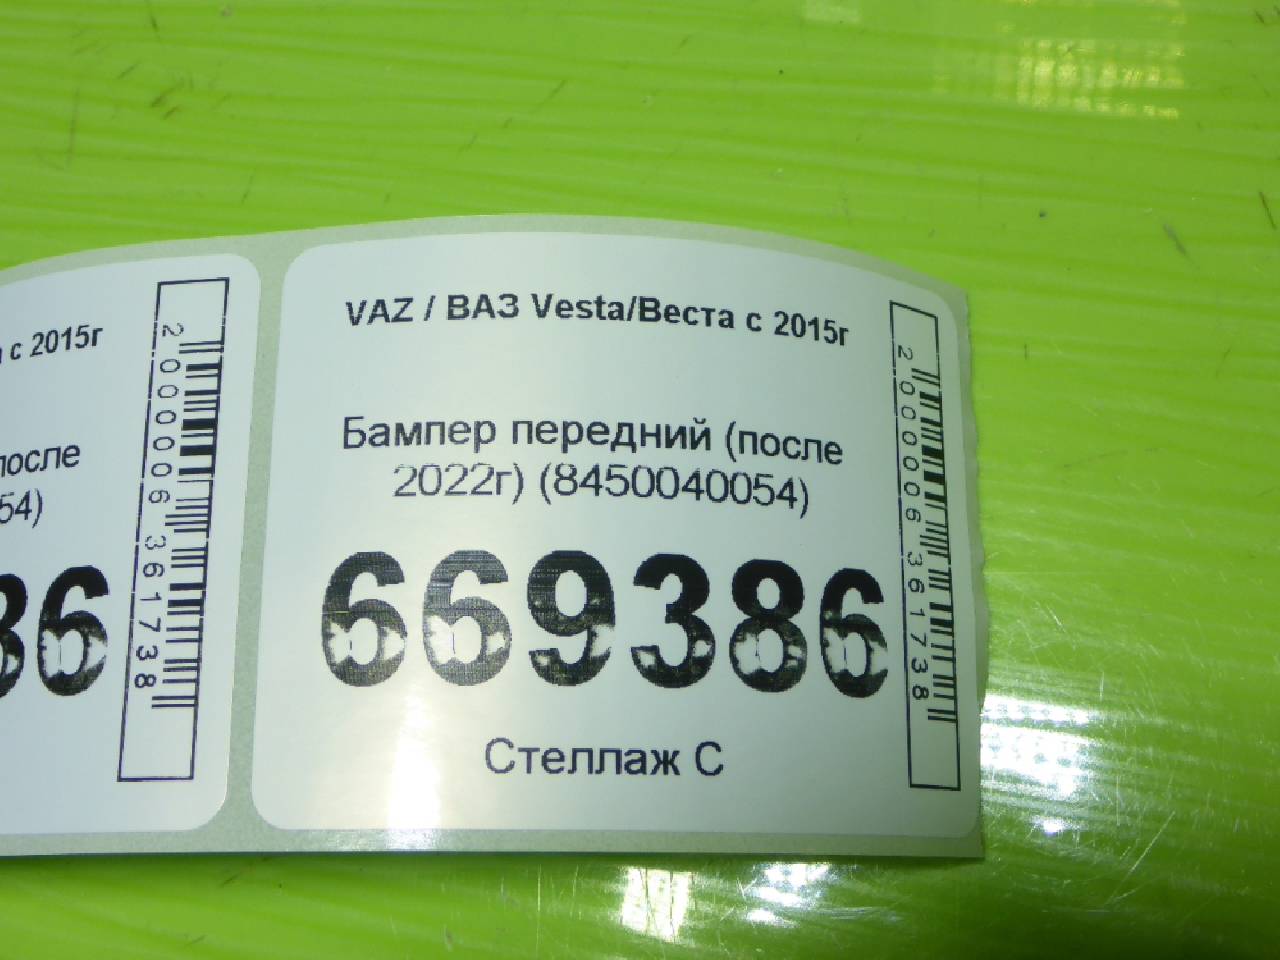 с 2015г
после
54)
86
2000006361738
VAZ / ВАЗ Vesta/Веста с 2015г
Бампер передний (после
2022г) (8450040054)
669386
Стеллаж С
2000006361738